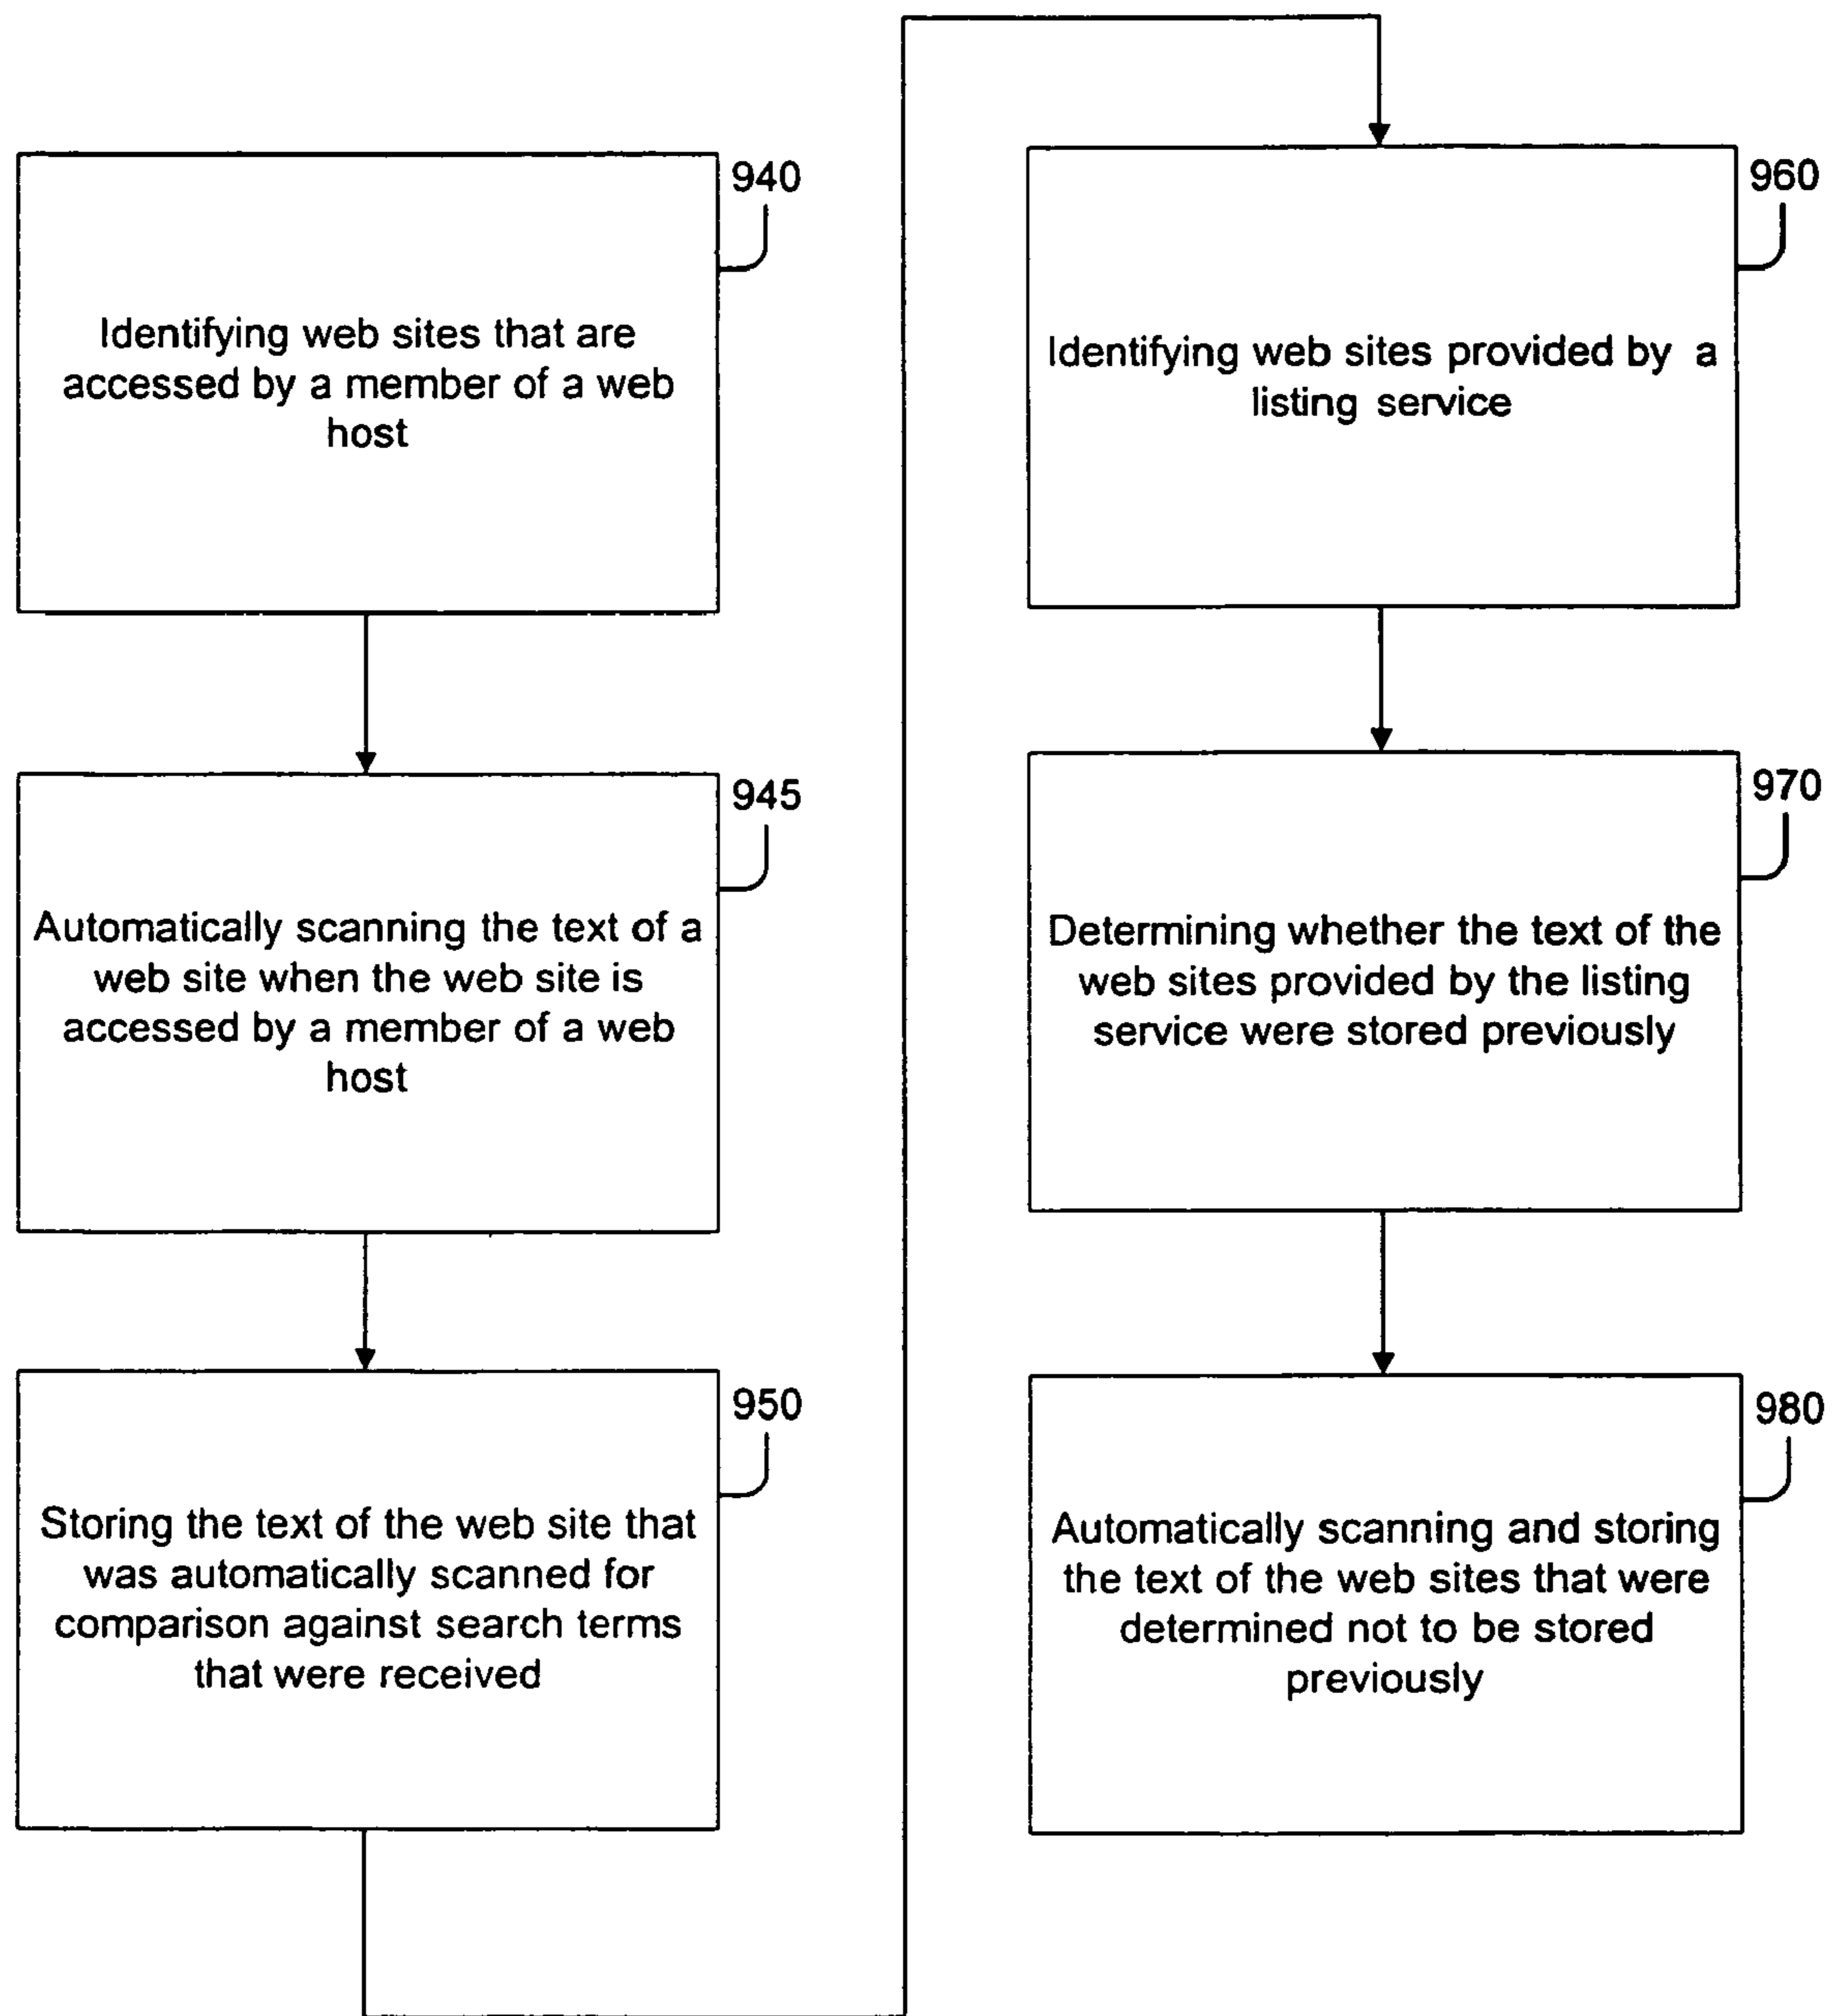 940
Identifying web sites that are
accessed by a member of a web
host
945
Automatically scanning the text of a
web site when the web site is
accessed by a member of a web
host
950
Storing the text of the web site that
was automatically scanned for
comparison against search terms
that were received
960
Identifying web sites provided by a
listing service
970
Determining whether the text of the
web sites provided by the listing
service were stored previously
980
Automatically scanning and storing
the text of the web sites that were
determined not to be stored
previously